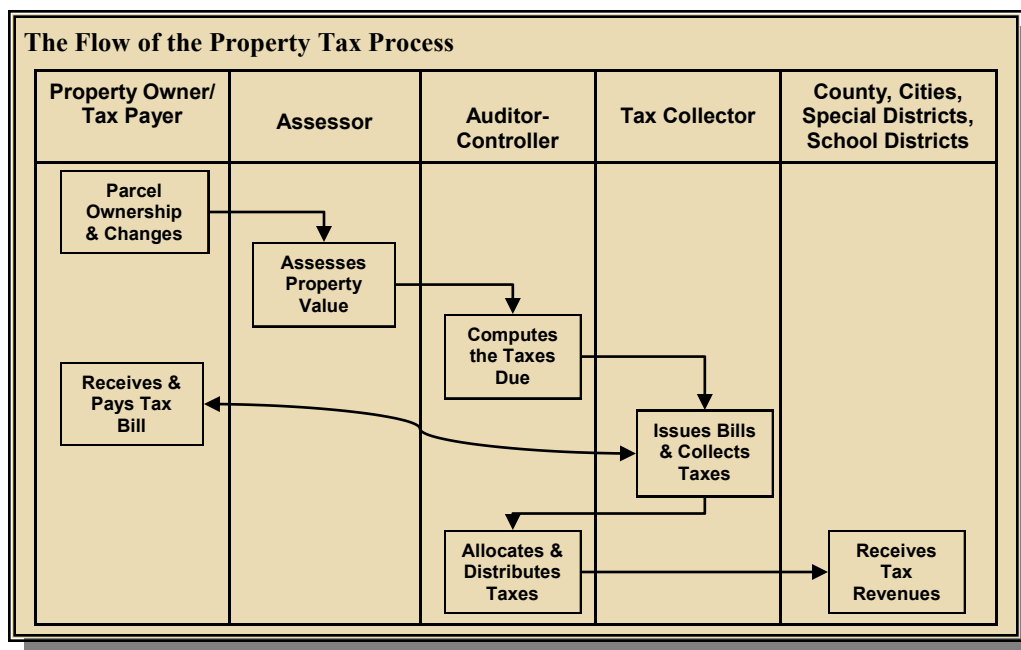 The Flow of the Property Tax Process
Property Owner/
Tax Payer
Assessor
Auditor-
Controller
Tax Collector
County, Cities,
Special Districts,
School Districts
Parcel
Ownership
& Changes
Assesses
Property
Value
Computes
the Taxes
Due
Receives &
Pays Tax
Bill
Issues Bills
& Collects
Taxes
Allocates &
Distributes
Taxes
Receives
Tax
Revenues